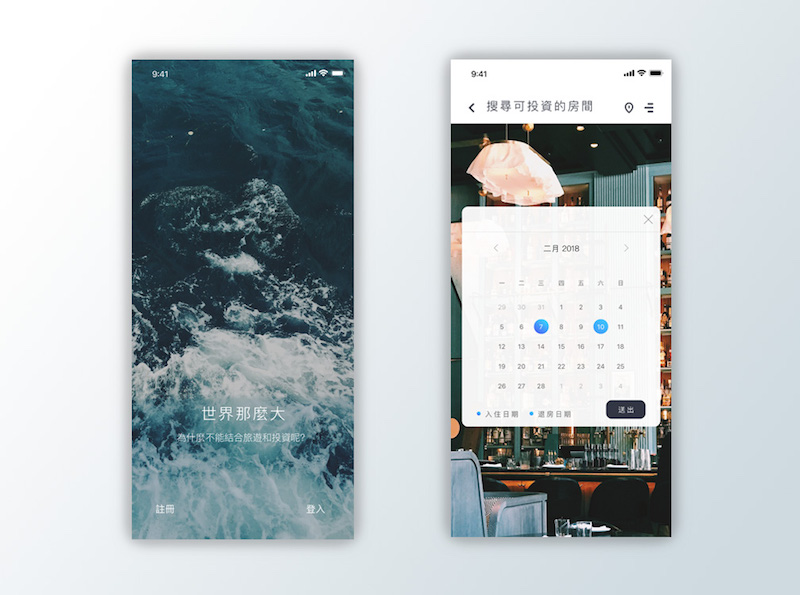 9:41
世界那麼大
為什麼不能結合旅遊和投資呢?
註冊 登入
9:41
搜尋可投資的房間
二月 2018
一 二 三 四 五 六 日
29 30 31 1 2 3 4
5 6 7 8 9 10 11
12 13 14 15 16 17 18
19 20 21 22 23 24 25
26 27 28 1 2 3 4
入住日期 退房日期 送出